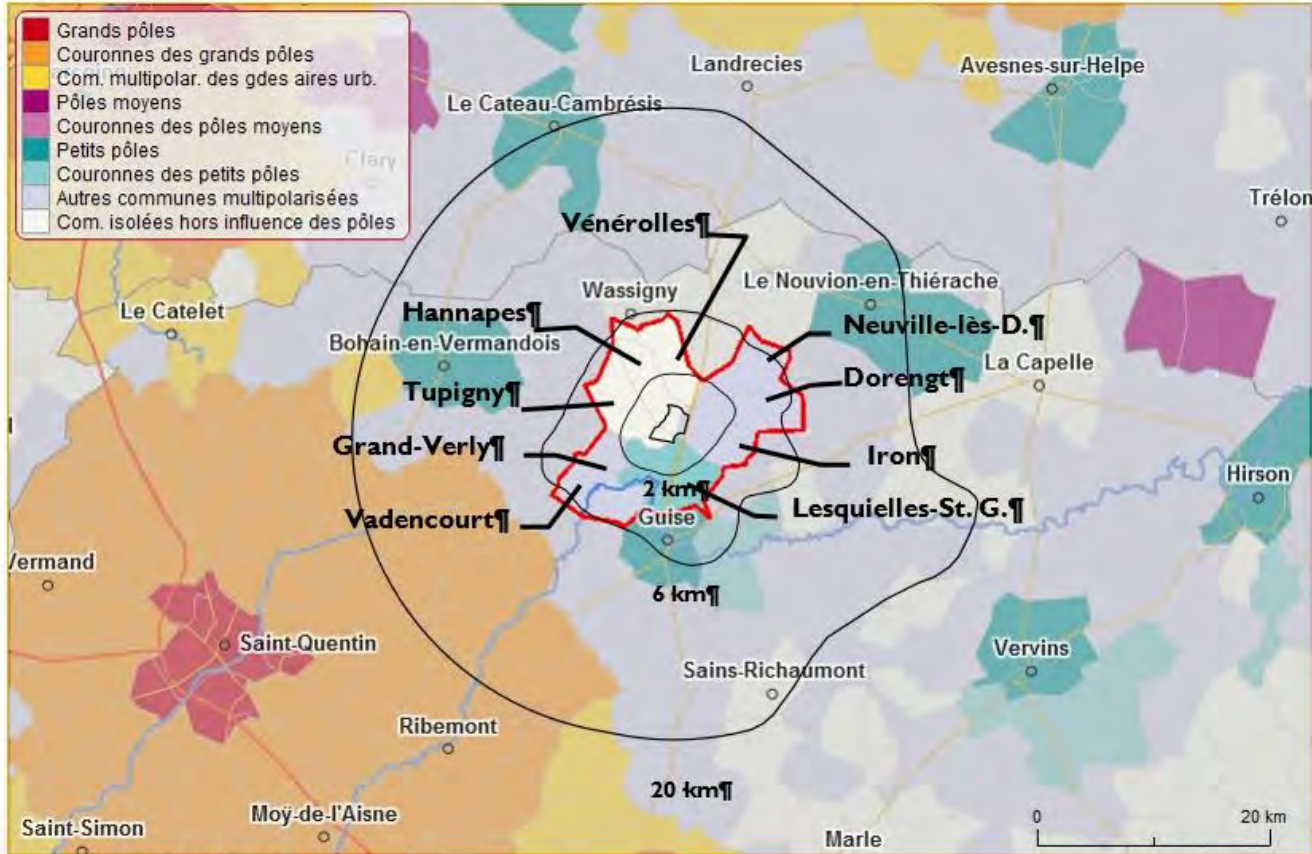 Grands pôles
Couronnes des grands pôles
Com. multipolar. des gdes aires urb.
Pôles moyens
Couronnes des pôles moyens
Petits pôles
Couronnes des petits pôles
Autres communes multipolarisées
Com. isolées hors influence des pôles
Landrecies
Avesnes-sur-Helpe
Le Cateau-Cambrésis
Clary
Trélon
Vénérolles¶
Wassigny
Le Nouvion-en-Thiérache
Hannapes¶
Neuville-lès-D.¶
Le Catelet
Bohain-en-Vermandois
La Capelle
Dorengt¶
Tupigny¶
Grand-Verly¶
Iron¶
Hirson
2 km¶
Lesquielles-St. G.¶
Vadencourt¶
Guise
Vermand
6 km¶
Saint-Quentin
Vervins
Sains-Richaumont
Ribemont
20 km¶
Moÿ-de-l'Aisne
Saint-Simon
Marle
0 20 km